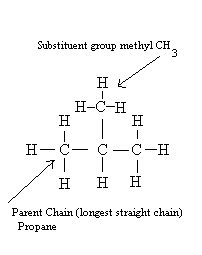 Substituent group methyl CH3
H
H-C-H
H H
H — C — C — C — H
H H H
Parent Chain (longest straight chain)
Propane